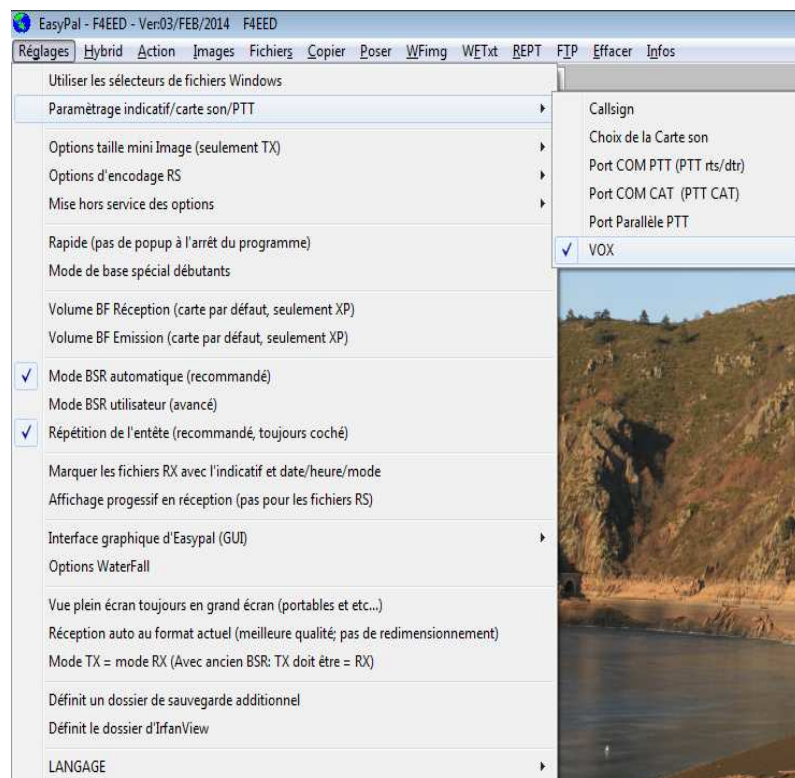 EasyPal - F4EED - Ver:03/FEB/2014 F4EED
Réglages Hybrid Action Images Fichiers Copier Poser WFimg WFTxt REPT FTP Effacer Infos
Utiliser les sélecteurs de fichiers Windows
Paramètrage indicatif/carte son/PTT
Callsign
Choix de la Carte son
Port COM PTT (PTT rts/dtr)
Port COM CAT (PTT CAT)
Port Parallèle PTT
VOX
Options taille mini Image (seulement TX)
Options d'encodage RS
Mise hors service des options
Rapide (pas de popup à l'arrêt du programme)
Mode de base spécial débutants
Volume BF Réception (carte par défaut, seulement XP)
Volume BF Emission (carte par défaut, seulement XP)
Mode BSR automatique (recommandé)
Mode BSR utilisateur (avancé)
Répétition de l'entête (recommandé, toujours coché)
Marquer les fichiers RX avec l'indicatif et date/heure/mode
Affichage progessif en réception (pas pour les fichiers RS)
Interface graphique d'Easypal (GUI)
Options WaterFall
Vue plein écran toujours en grand écran (portables et etc...)
Réception auto au format actuel (meilleure qualité; pas de redimensionnement)
Mode TX = mode RX (Avec ancien BSR: TX doit être = RX)
Définit un dossier de sauvegarde additionnel
Définit le dossier d'IrfanView
LANGAGE